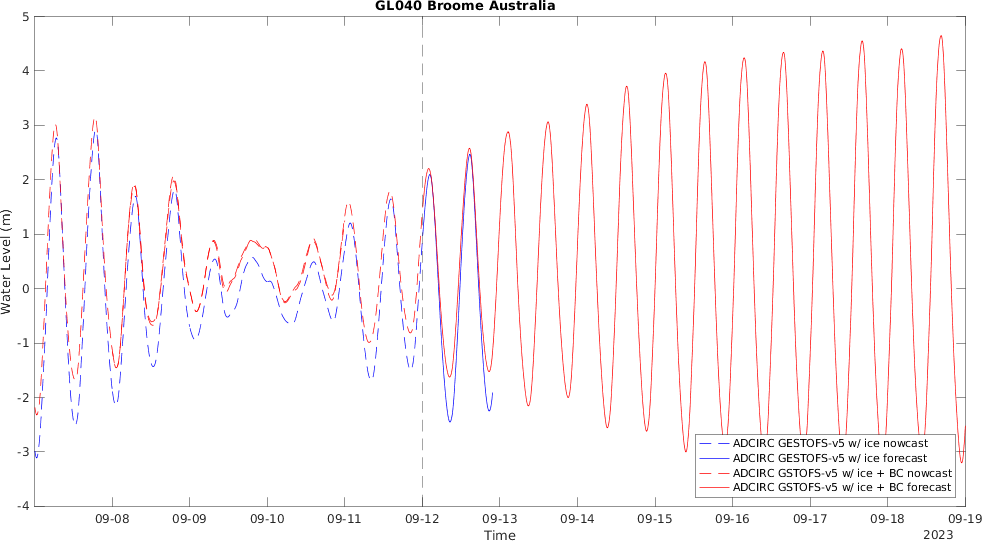 GL040 Broome Australia
5
4
3
2
1
0
-1
-2
-3
-4
Water Level (m)
ADCIRC GESTOFS-v5 w/ ice nowcast
ADCIRC GESTOFS-v5 w/ ice forecast
ADCIRC GSTOFS-v5 w/ ice + BC nowcast
ADCIRC GSTOFS-v5 w/ ice + BC forecast
09-08 09-09 09-10 09-11 09-12 09-13 09-14 09-15 09-16 09-17 09-18 09-19
Time
2023